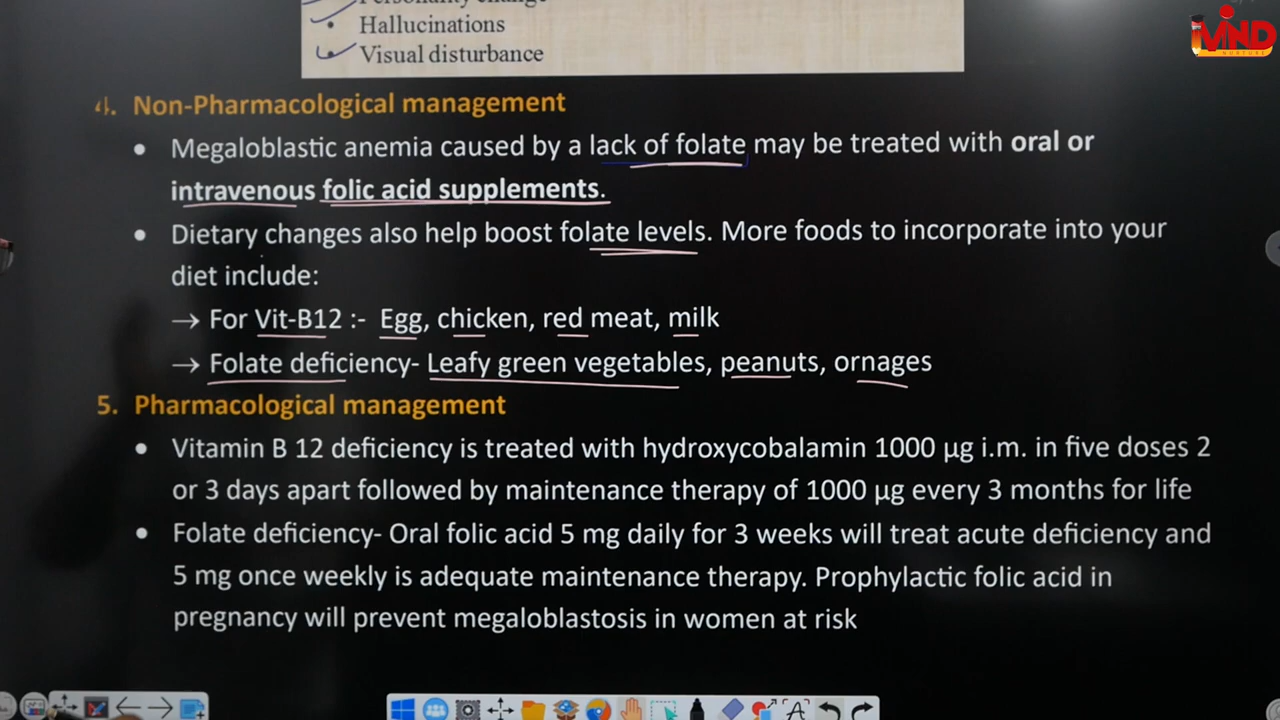 Personality change
• Hallucinations
• Visual disturbance
MIND
NURTURE
4. Non-Pharmacological management
• Megaloblastic anemia caused by a lack of folate may be treated with oral or
intravenous folic acid supplements.
• Dietary changes also help boost folate levels. More foods to incorporate into your
diet include:
→ For Vit-B12 :- Egg, chicken, red meat, milk
→ Folate deficiency- Leafy green vegetables, peanuts, ornages
5. Pharmacological management
• Vitamin B 12 deficiency is treated with hydroxycobalamin 1000 μg i.m. in five doses 2
or 3 days apart followed by maintenance therapy of 1000 μg every 3 months for life
• Folate deficiency- Oral folic acid 5 mg daily for 3 weeks will treat acute deficiency and
5 mg once weekly is adequate maintenance therapy. Prophylactic folic acid in
pregnancy will prevent megaloblastosis in women at risk